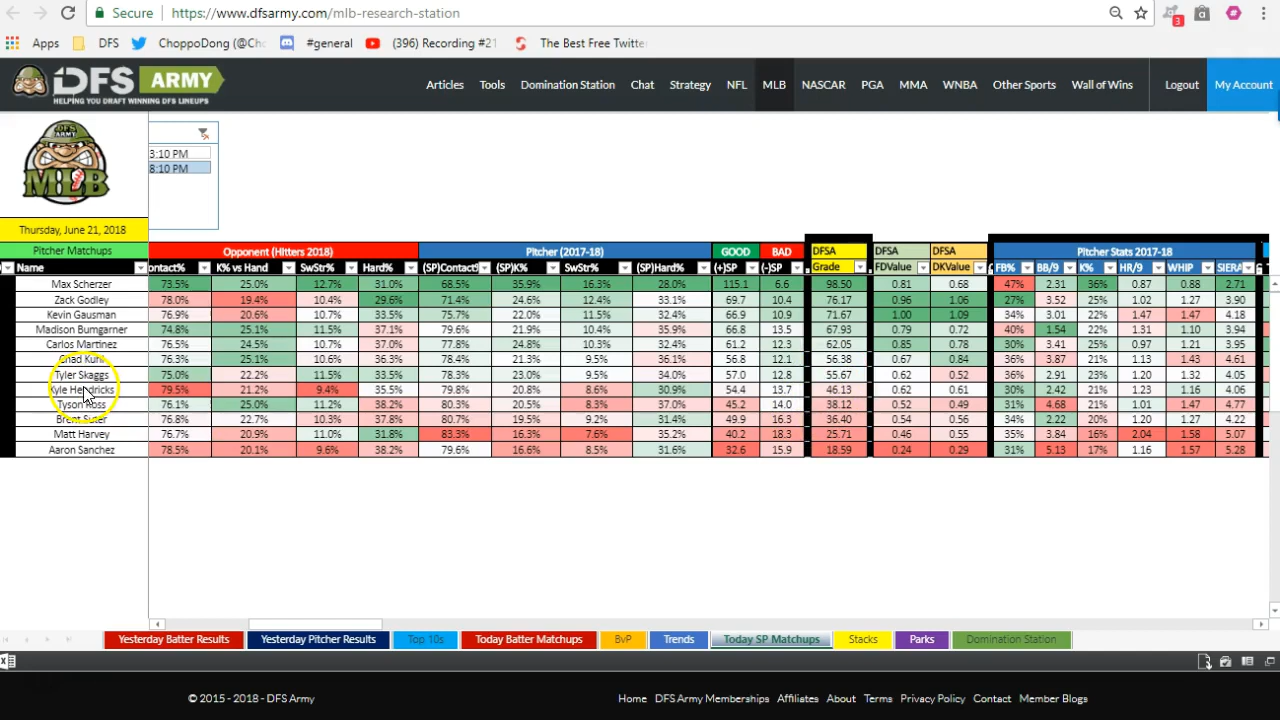 Secure https://www.dfsarmy.com/mlb-research-station
3
Apps DFS ChoppoDong (@Cho #general (396) Recording #21 The Best Free Twitter
DFS ARMY
HELPING YOU DRAFT WINNING DFS LINEUPS
Articles Tools Domination Station Chat Strategy NFL MLB NASCAR PGA MMA WNBA Other Sports Wall of Wins Logout My Account
MLB
3:10 PM
8:10 PM
Thursday, June 21, 2018
Pitcher Matchups Opponent (Hitters 2018) Pitcher (2017-18) GOOD BAD DFSA DFSA DFSA Pitcher Stats 2017-18
Name ontact% K% vs Hand SwStr% Hard% (SP)Contact% (SP)K% SwStr% (SP)Hard% (+)SP (-)SP Grade FDValue DKValue FB% BB/9 K% HR/9 WHIP SIERA
Max Scherzer 73.5% 25.0% 12.7% 31.0% 68.5% 35.9% 16.3% 28.0% 115.1 6.6 98.50 0.81 0.68 47% 2.31 36% 0.87 0.88 2.71
Zack Godley 78.0% 19.4% 10.4% 29.6% 71.4% 24.6% 12.4% 33.1% 69.7 10.4 76.17 0.96 1.06 27% 3.52 25% 1.02 1.27 3.90
Kevin Gausman 76.9% 20.6% 10.7% 33.5% 75.7% 22.0% 11.5% 32.4% 66.9 10.9 71.67 1.00 1.09 34% 3.01 22% 1.47 1.47 4.18
Madison Bumgarner 74.8% 25.1% 11.5% 37.1% 79.6% 21.9% 10.4% 35.9% 66.8 13.5 67.93 0.79 0.72 40% 1.54 22% 1.31 1.10 3.94
Carlos Martinez 76.5% 24.5% 11.5% 37.0% 77.8% 24.8% 10.3% 32.4% 61.2 12.3 62.05 0.85 0.78 30% 3.41 25% 0.97 1.21 3.95
Chad Kuhl 76.3% 25.1% 10.6% 36.3% 78.4% 21.3% 9.5% 36.1% 56.8 12.1 56.38 0.67 0.84 36% 3.87 21% 1.13 1.43 4.61
Tyler Skaggs 75.0% 22.2% 11.5% 34.3% 78.3% 23.0% 9.5% 34.0% 57.0 12.8 55.67 0.62 0.52 36% 2.91 23% 1.20 1.32 4.05
Kyle Hendricks 79.5% 21.2% 9.4% 35.5% 79.8% 20.8% 8.6% 30.9% 54.4 13.7 46.13 0.62 0.61 30% 2.42 21% 1.23 1.16 4.06
Tyson Ross 76.1% 25.0% 11.2% 38.2% 80.3% 20.5% 8.3% 37.0% 45.2 14.0 38.12 0.52 0.49 31% 4.68 21% 1.01 1.47 4.77
Brent Suter 76.8% 22.7% 10.3% 37.8% 80.7% 19.5% 9.2% 31.4% 49.9 16.3 36.40 0.54 0.56 34% 2.22 20% 1.20 1.27 4.22
Matt Harvey 76.7% 20.9% 11.0% 31.8% 83.3% 16.3% 7.6% 35.2% 40.2 18.3 25.71 0.46 0.55 35% 3.84 16% 2.04 1.58 5.07
Aaron Sanchez 78.5% 20.1% 9.6% 38.2% 79.6% 16.6% 8.5% 31.6% 32.6 15.9 18.59 0.24 0.29 31% 5.13 17% 1.16 1.57 5.28
Yesterday Batter Results Yesterday Pitcher Results Top 10s Today Batter Matchups BvP Trends Today SP Matchups Stacks Parks Domination Station
© 2015 - 2018 - DFS Army Home DFS Army Memberships Affiliates About Terms Privacy Policy Contact Member Blogs